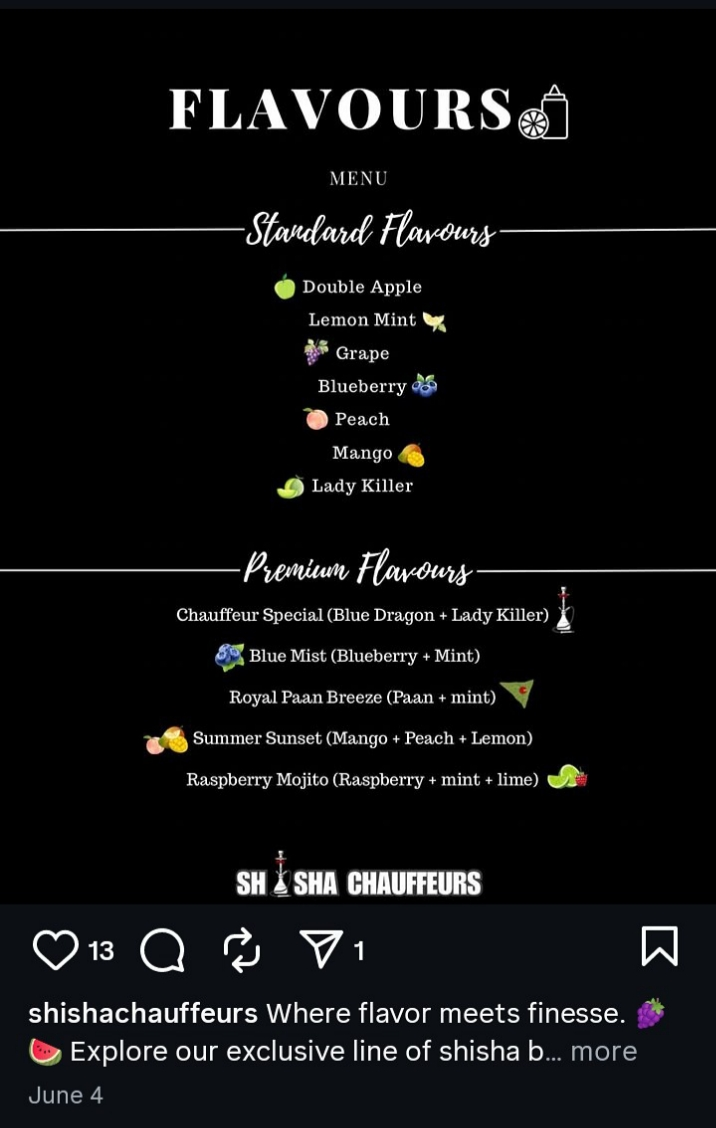 FLAVOURS
MENU
Standard Flavours
Double Apple
Lemon Mint
Grape
Blueberry
Peach
Mango
Lady Killer
Premium Flavours
Chauffeur Special (Blue Dragon + Lady Killer)
Blue Mist (Blueberry + Mint)
Royal Paan Breeze (Paan + mint)
Summer Sunset (Mango + Peach + Lemon)
Raspberry Mojito (Raspberry + mint + lime)
SHISHA CHAUFFEURS
13 1
shishachauffeurs Where flavor meets finesse. 🍇
🍉 Explore our exclusive line of shisha b... more
June 4